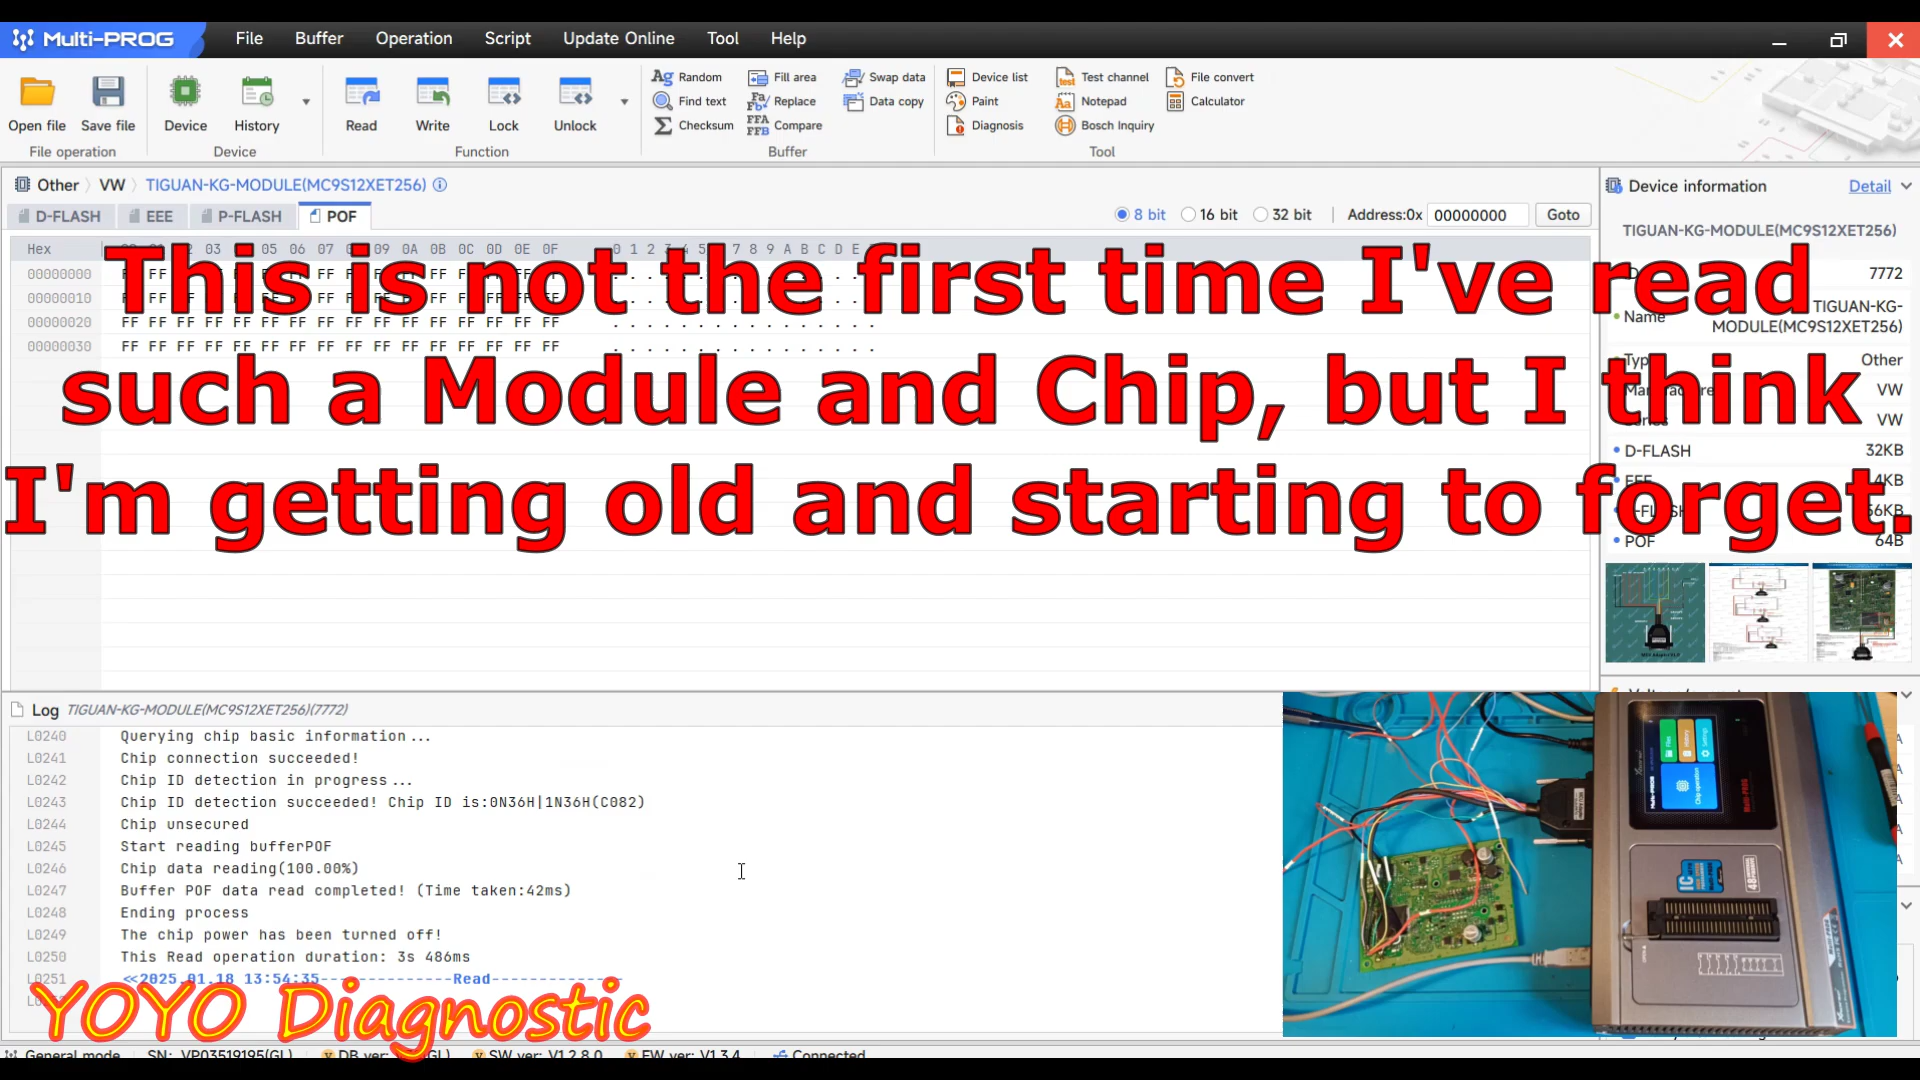 Multi-PROG File Buffer Operation Script Update Online Tool Help
Random Fill area Swap data Device list Test channel File convert
Find text Replace Data copy Paint Notepad Calculator
Open file Save file Device History Read Write Lock Unlock Checksum Compare Diagnosis Bosch Inquiry
File operation Device Function Buffer Tool
Other VW TIGUAN-KG-MODULE(MC9S12XET256)
Device information Detail
D-FLASH EEE P-FLASH POF 8 bit 16 bit 32 bit Address:0x 00000000 Goto
TIGUAN-KG-MODULE(MC9S12XET256)
This is not the first time I've read
such a Module and Chip, but I think
I'm getting old and starting to forget.
00000000
00000010
00000020 FF FF FF FF FF FF FF FF FF FF FF FF FF FF FF FF . . . . . . . . . . . . . . . .
00000030 FF FF FF FF FF FF FF FF FF FF FF FF FF FF FF FF . . . . . . . . . . . . . . . .
7772
Name TIGUAN-KG-MODULE(MC9S12XET256)
Other
VW
VW
D-FLASH 32KB
POF 64B
Log TIGUAN-KG-MODULE(MC9S12XET256)(7772)
L0240 Querying chip basic information...
L0241 Chip connection succeeded!
L0242 Chip ID detection in progress...
L0243 Chip ID detection succeeded! Chip ID is:0N36H|1N36H(C082)
L0244 Chip unsecured
L0245 Start reading bufferPOF
L0246 Chip data reading(100.00%)
L0247 Buffer POF data read completed! (Time taken:42ms)
L0248 Ending process
L0249 The chip power has been turned off!
L0250 This Read operation duration: 3s 486ms
L0251 <<2025.01.18 13:54:35--------------Read---------------
YOYO Diagnostic
General mode SN: VP03519195(GL) SW ver: V1.2.8.0 FW ver: V1.3.4 Connected